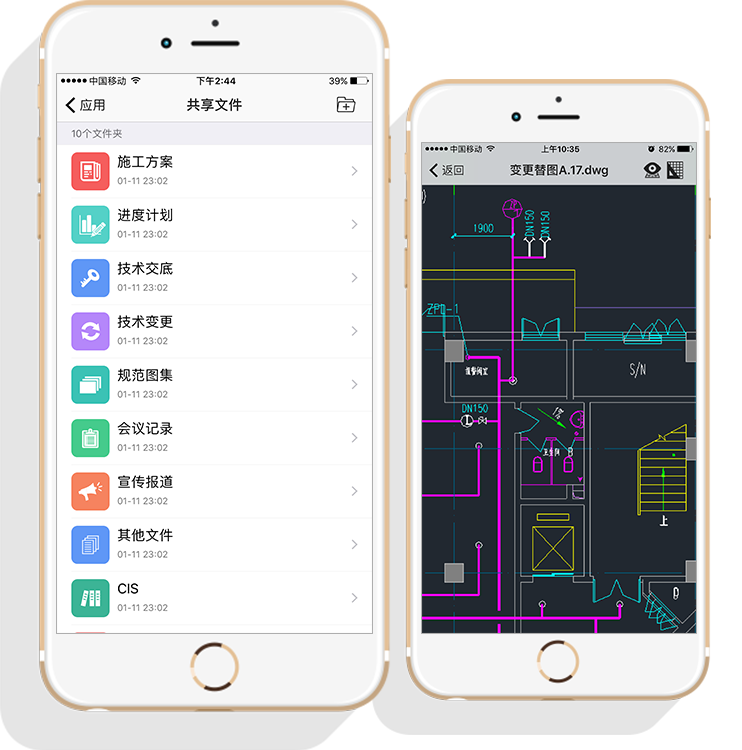 中国移动 下午2:44 39%
应用 共享文件
10个文件夹
施工方案
01-11 23:02
进度计划
01-11 23:02
技术交底
01-11 23:02
技术变更
01-11 23:02
规范图集
01-11 23:02
会议记录
01-11 23:02
宣传报道
01-11 23:02
其他文件
01-11 23:02
CIS
01-11 23:02
中国移动 上午10:35 82%
返回 变更替图A.17.dwg
DN150
DN150
1900
ZPL-1
S/N
DN150
卫生间
上